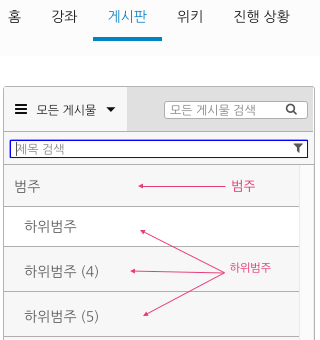 홈 강좌 게시판 위키 진행 상황
모든 게시물 모든 게시물 검색
제목 검색
범주 범주
하위범주
하위범주 (4) 하위범주
하위범주 (5)